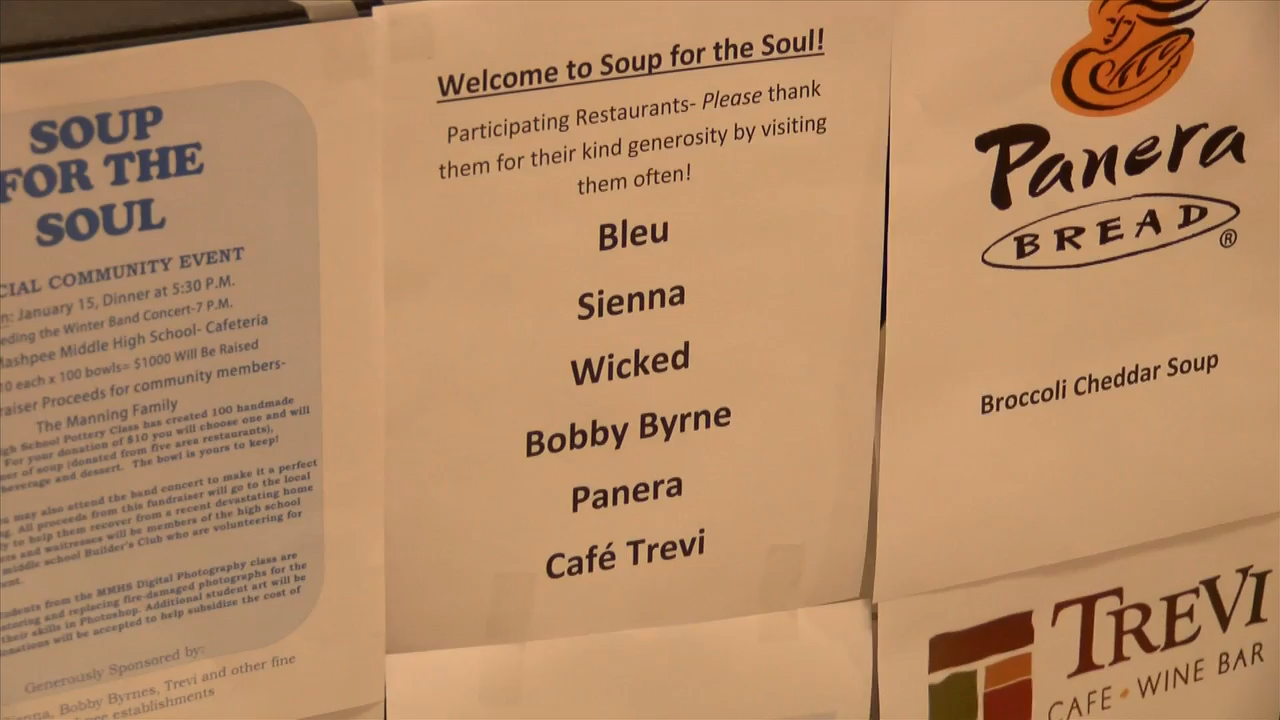 SOUP
FOR THE
SOUL
COMMUNITY EVENT
January 15, Dinner at 5:30 P.M.
the Winter Band Concert-7 P.M.
Mashpee Middle High School- Cafeteria
each x 100 bowls= $1000 Will Be Raised
Proceeds for community members-
The Manning Family
School Pottery Class has created 100 handmade
For your donation of $10 you will choose one and will
of soup (donated from five area restaurants),
beverage and dessert. The bowl is yours to keep!
may also attend the band concert to make it a perfect
All proceeds from this fundraiser will go to the local
to help them recover from a recent devastating home
and waitresses will be members of the high school
middle school Builder's Club who are volunteering for
from the MMHS Digital Photography class are
and replacing fire-damaged photographs for the
their skills in Photoshop. Additional student art will be
will be accepted to help subsidize the cost of
Generously Sponsored by:
Bobby Byrnes, Trevi and other fine
establishments
Welcome to Soup for the Soul!
Participating Restaurants- Please thank
them for their kind generosity by visiting
them often!
Bleu
Sienna
Wicked
Bobby Byrne
Panera
Café Trevi
Panera
BREAD®
Broccoli Cheddar Soup
TREVI
CAFE • WINE BAR